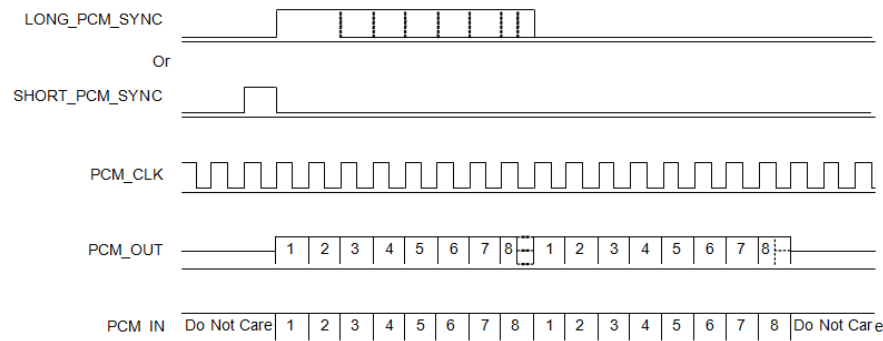 LONG_PCM_SYNC
Or
SHORT_PCM_SYNC
PCM_CLK
PCM_OUT 1 2 3 4 5 6 7 8 1 2 3 4 5 6 7 8
PCM IN Do Not Care 1 2 3 4 5 6 7 8 1 2 3 4 5 6 7 8 Do Not Care